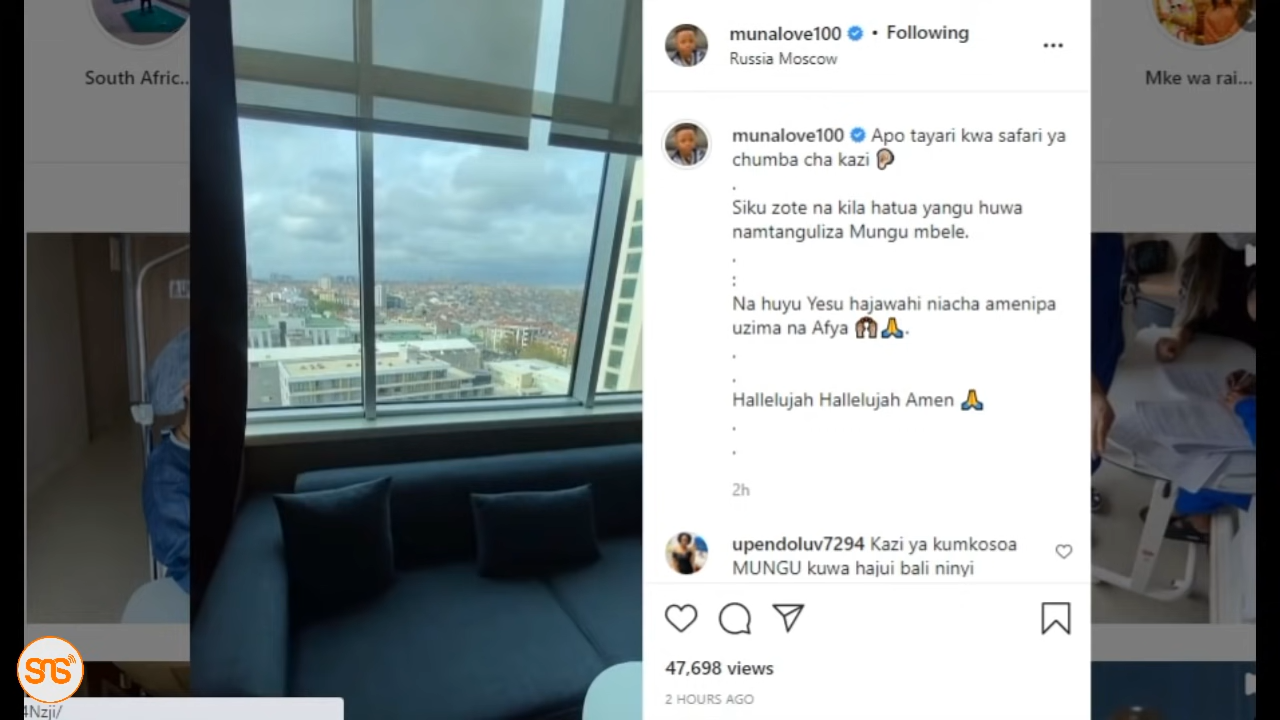 South Afric...
munalove100 • Following
Russia Moscow
Mke wa rai...
munalove100 Apo tayari kwa safari ya
chumba cha kazi
.
Siku zote na kila hatua yangu huwa
namtanguliza Mungu mbele.
.
:
Na huyu Yesu hajawahi niacha amenipa
uzima na Afya .
.
.
Hallelujah Hallelujah Amen
.
.
2h
upendoluv7294 Kazi ya kumkosoa
MUNGU kuwa hajui bali ninyi
47,698 views
2 HOURS AGO
SNS
4Nzji/